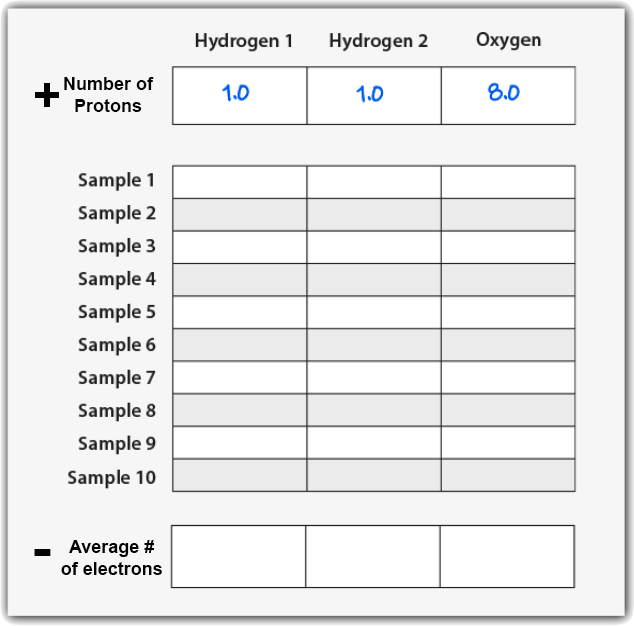 Hydrogen 1 Hydrogen 2 Oxygen
+ Number of
Protons
1.0 1.0 8.0
Sample 1
Sample 2
Sample 3
Sample 4
Sample 5
Sample 6
Sample 7
Sample 8
Sample 9
Sample 10
- Average #
of electrons